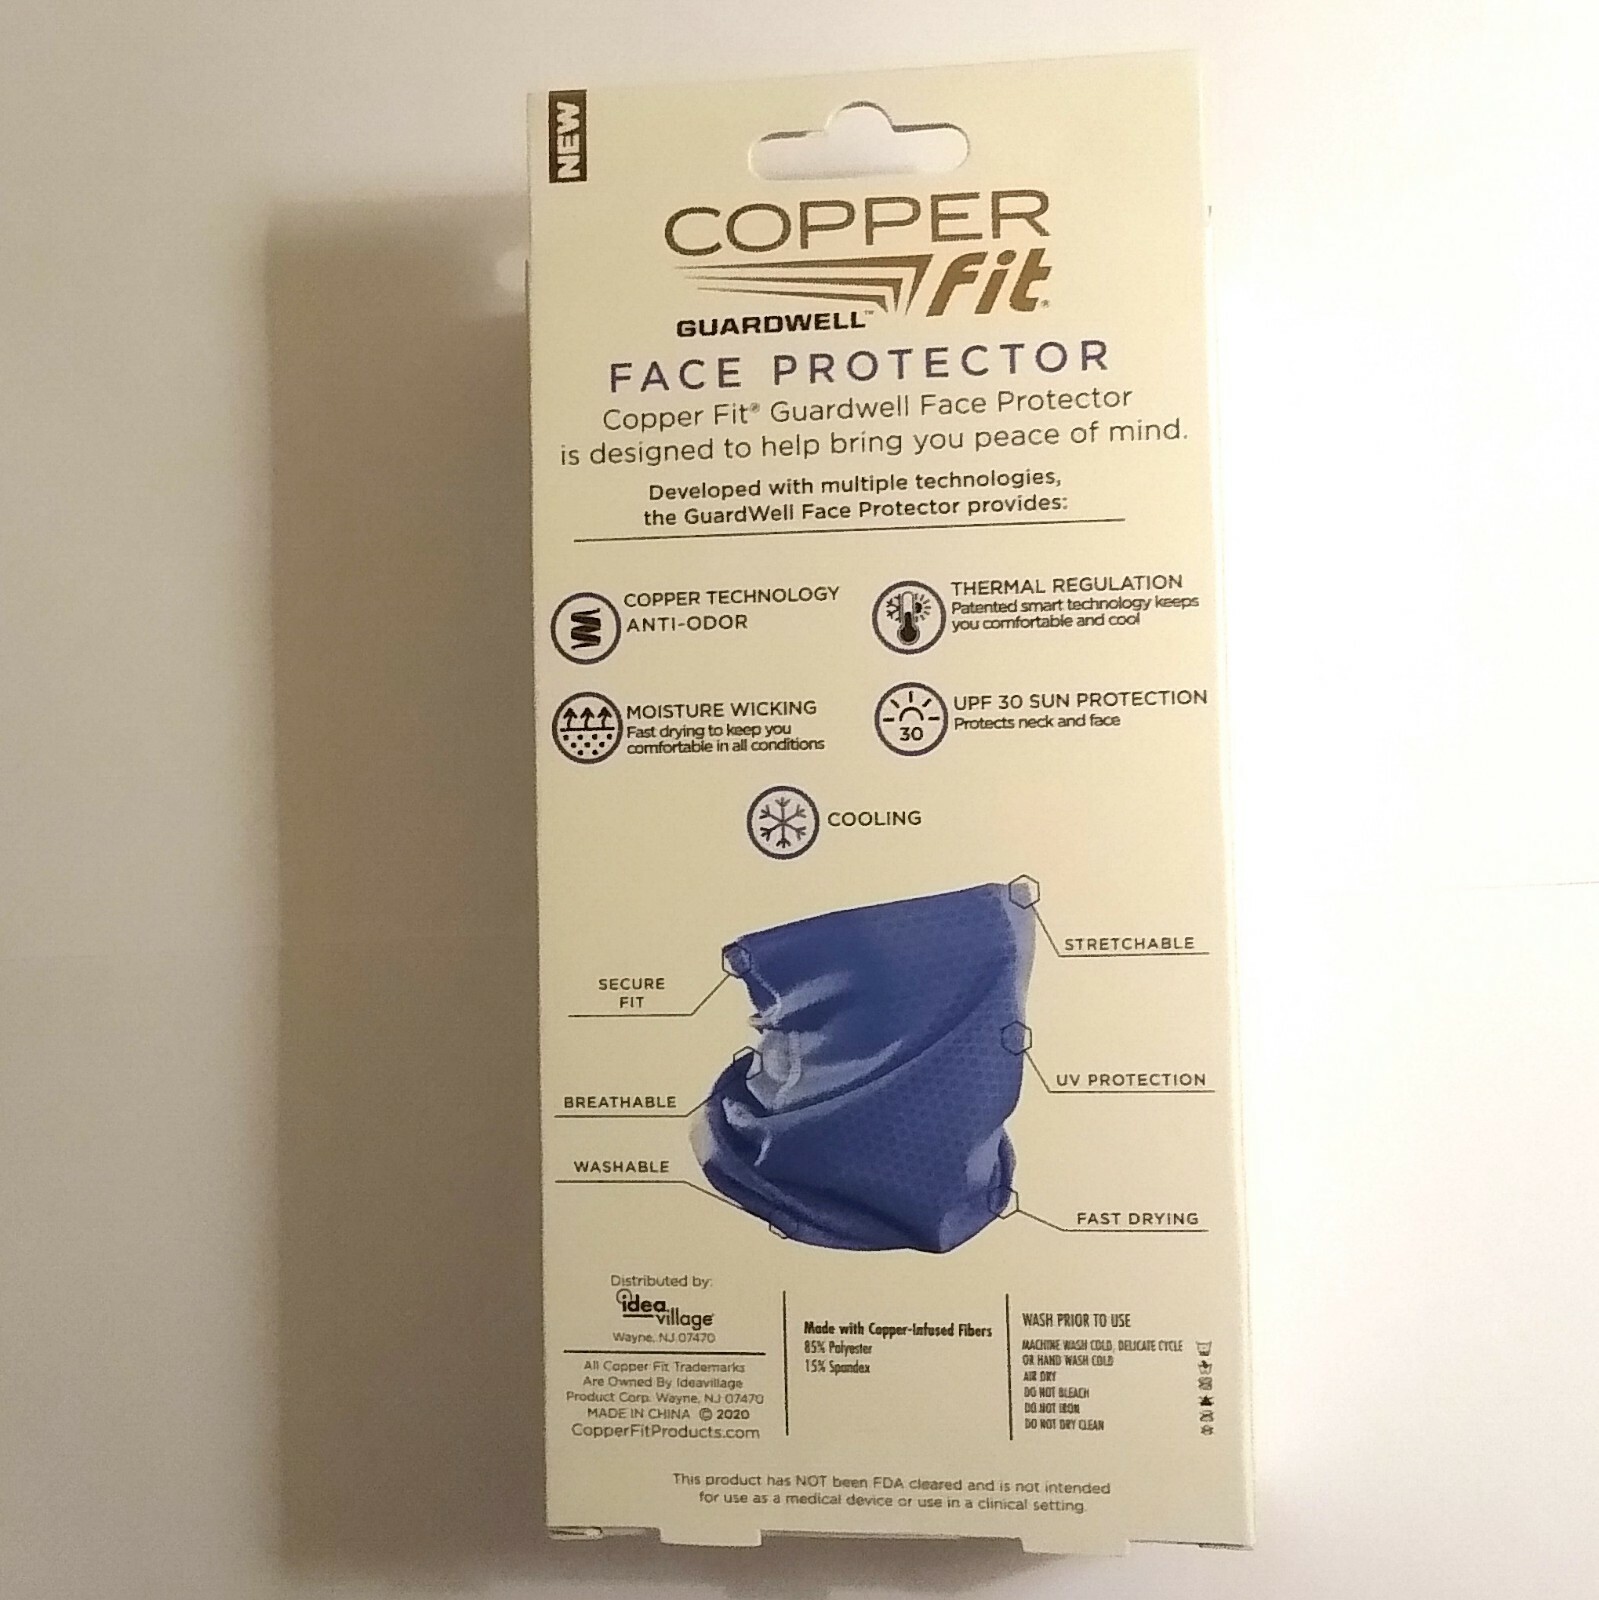 NEW
COPPER
fit®
GUARDWELL™
FACE PROTECTOR
Copper Fit® Guardwell Face Protector
is designed to help bring you peace of mind.
Developed with multiple technologies,
the GuardWell Face Protector provides:
COPPER TECHNOLOGY
ANTI-ODOR
THERMAL REGULATION
Patented smart technology keeps
you comfortable and cool
MOISTURE WICKING
Fast drying to keep you
comfortable in all conditions
30
UPF 30 SUN PROTECTION
Protects neck and face
COOLING
STRETCHABLE
SECURE
FIT
UV PROTECTION
BREATHABLE
WASHABLE
FAST DRYING
Distributed by:
idea
village
Wayne, NJ 07470
All Copper Fit Trademarks
Are Owned By Ideavillage
Product Corp. Wayne, NJ 07470
MADE IN CHINA © 2020
CopperFitProducts.com
Made with Copper-Infused Fibers
85% Polyester
15% Spandex
WASH PRIOR TO USE
MACHINE WASH COLD, DELICATE CYCLE
OR HAND WASH COLD
AIR DRY
DO NOT BLEACH
DO NOT IRON
DO NOT DRY CLEAN
This product has NOT been FDA cleared and is not intended
for use as a medical device or use in a clinical setting.